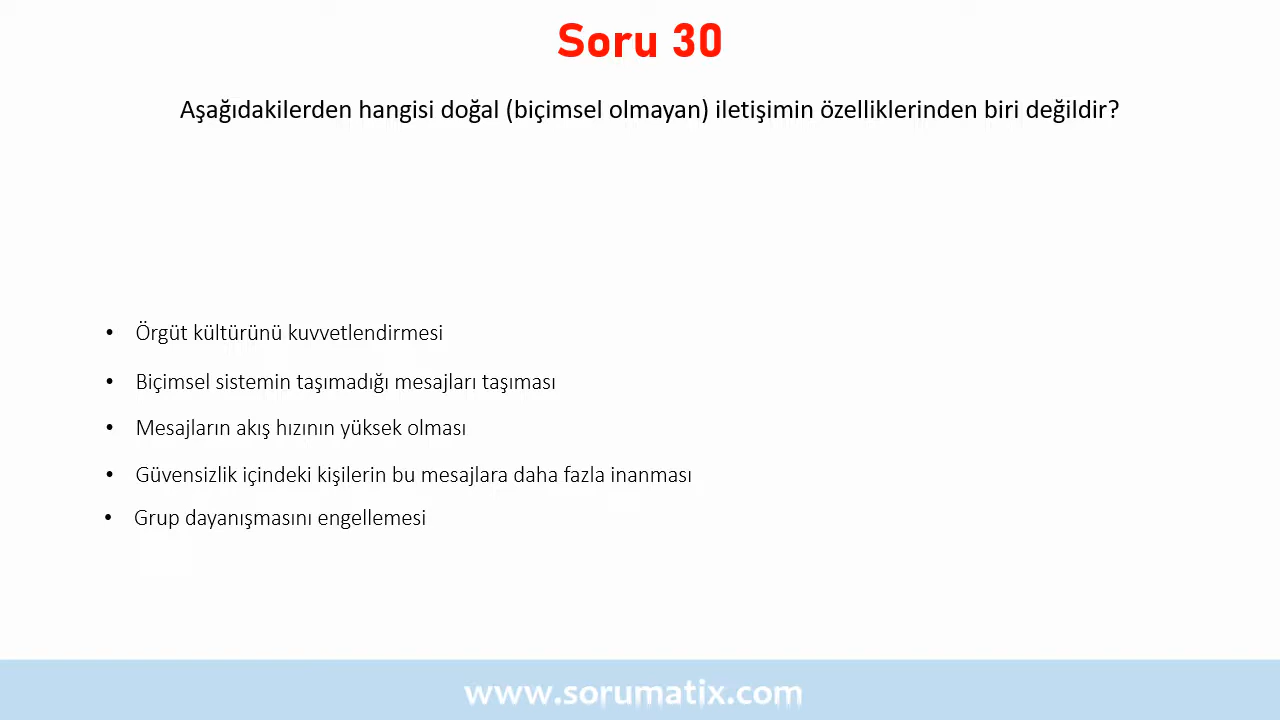 Soru 30
Aşağıdakilerden hangisi doğal (biçimsel olmayan) iletişimin özelliklerinden biri değildir?
• Örgüt kültürünü kuvvetlendirmesi
• Biçimsel sistemin taşımadığı mesajları taşıması
• Mesajların akış hızının yüksek olması
• Güvensizlik içindeki kişilerin bu mesajlara daha fazla inanması
• Grup dayanışmasını engellemesi
www.sorumatix.com